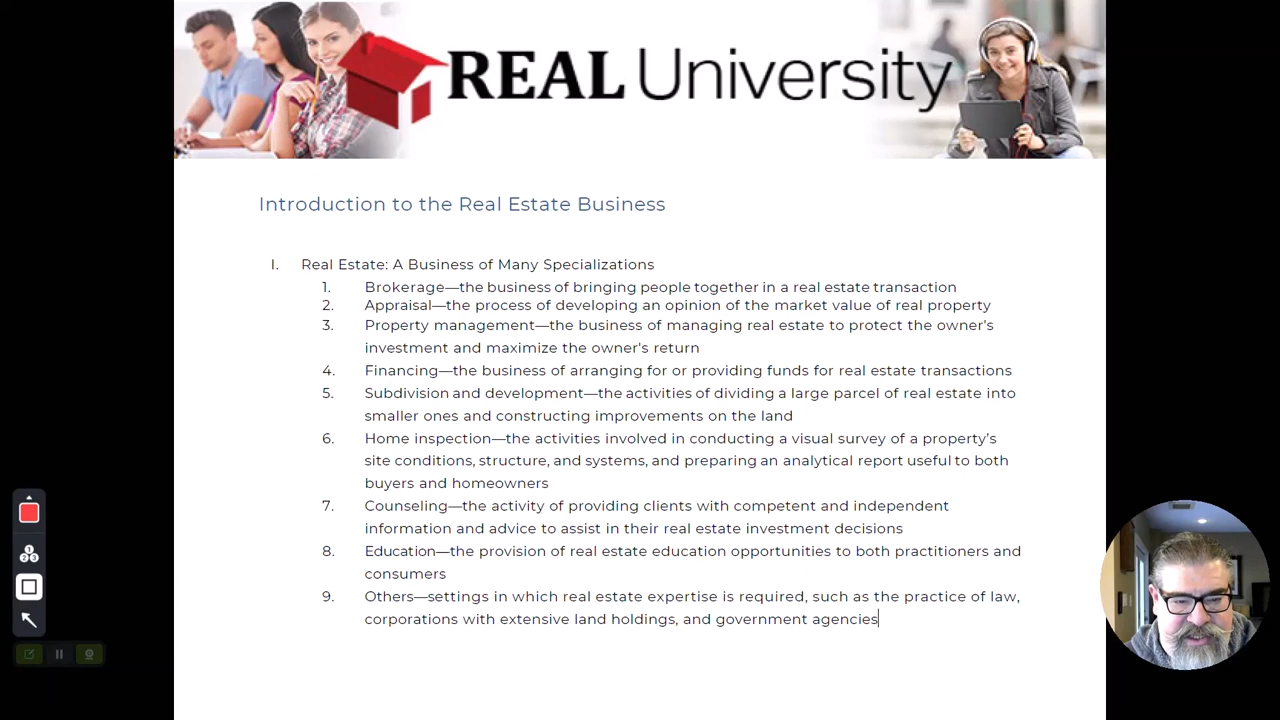 REAL University
Introduction to the Real Estate Business
I. Real Estate: A Business of Many Specializations
1. Brokerage—the business of bringing people together in a real estate transaction
2. Appraisal—the process of developing an opinion of the market value of real property
3. Property management—the business of managing real estate to protect the owner's
investment and maximize the owner's return
4. Financing—the business of arranging for or providing funds for real estate transactions
5. Subdivision and development—the activities of dividing a large parcel of real estate into
smaller ones and constructing improvements on the land
6. Home inspection—the activities involved in conducting a visual survey of a property’s
site conditions, structure, and systems, and preparing an analytical report useful to both
buyers and homeowners
7. Counseling—the activity of providing clients with competent and independent
information and advice to assist in their real estate investment decisions
8. Education—the provision of real estate education opportunities to both practitioners and
consumers
9. Others—settings in which real estate expertise is required, such as the practice of law,
corporations with extensive land holdings, and government agencies